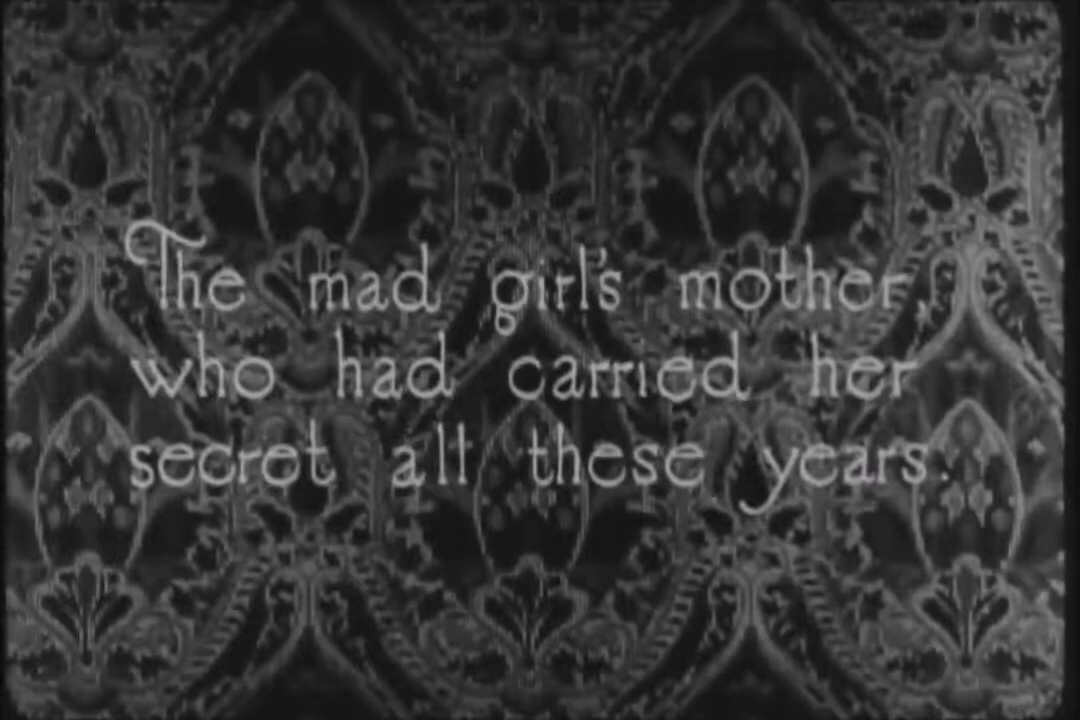 The mad girl's mother,
who had carried her
secret all these years.